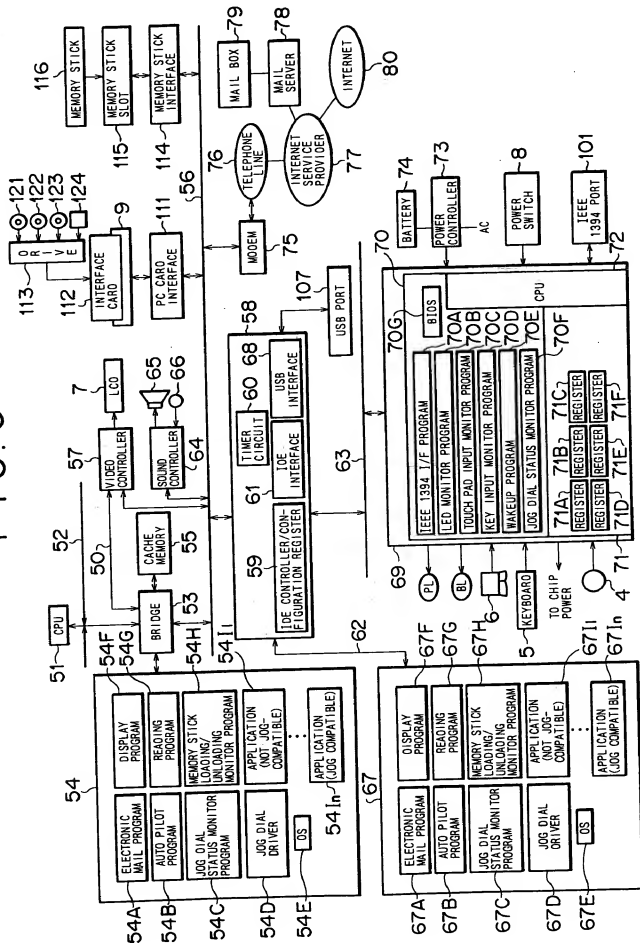 FIG. 6
116
MEMORY STICK
115
MEMORY STICK SLOT
114
MEMORY STICK INTERFACE
121
122
123
124
113
ORIVE
112
INTERFACE CARD
9
111
PC CARD INTERFACE
56
79
MAIL BOX
78
MAIL SERVER
80
INTERNET
76
TELEPHONE LINE
77
INTERNET SERVICE PROVIDER
75
MODEM
7
LCD
57
VIDEO CONTROLLER
65
66
64
SOUND CONTROLLER
52
50
51
CPU
53
BRIDGE
55
CACHE MEMORY
58
59
IDE CONTROLLER/CON-
FIGURATION REGISTER
60
TIMER CIRCUIT
61
IDE INTERFACE
68
USB INTERFACE
107
USB PORT
62
63
54
54A
ELECTRONIC MAIL PROGRAM
54B
AUTO PILOT PROGRAM
54C
JOG DIAL STATUS MONITOR PROGRAM
54D
JOG DIAL DRIVER
54E
OS
54F
DISPLAY PROGRAM
54G
READING PROGRAM
54H
MEMORY STICK LOADING/ UNLOADING MONITOR PROGRAM
54I1
APPLICATION (NOT JOG-COMPATIBLE)
54In
APPLICATION (JOG COMPATIBLE)
67
67A
ELECTRONIC MAIL PROGRAM
67B
AUTO PILOT PROGRAM
67C
JOG DIAL STATUS MONITOR PROGRAM
67D
JOG DIAL DRIVER
67E
OS
67F
DISPLAY PROGRAM
67G
READING PROGRAM
67H
MEMORY STICK LOADING/ UNLOADING MONITOR PROGRAM
67I1
APPLICATION (NOT JOG-COMPATIBLE)
67In
APPLICATION (JOG COMPATIBLE)
69
PL
BL
6
5
KEYBOARD
TO CHIP POWER
4
70
70G
BIOS
IEEE 1394 I/F PROGRAM
70A
LED MONITOR PROGRAM
70B
TOUCH PAD INPUT MONITOR PROGRAM
70C
KEY INPUT MONITOR PROGRAM
70D
WAKEUP PROGRAM
70E
JOG DIAL STATUS MONITOR PROGRAM
70F
71
71A
REGISTER
71B
REGISTER
71C
REGISTER
71D
REGISTER
71E
REGISTER
71F
REGISTER
72
CPU
74
BATTERY
73
POWER CONTROLLER
AC
8
POWER SWITCH
101
IEEE 1394 PORT